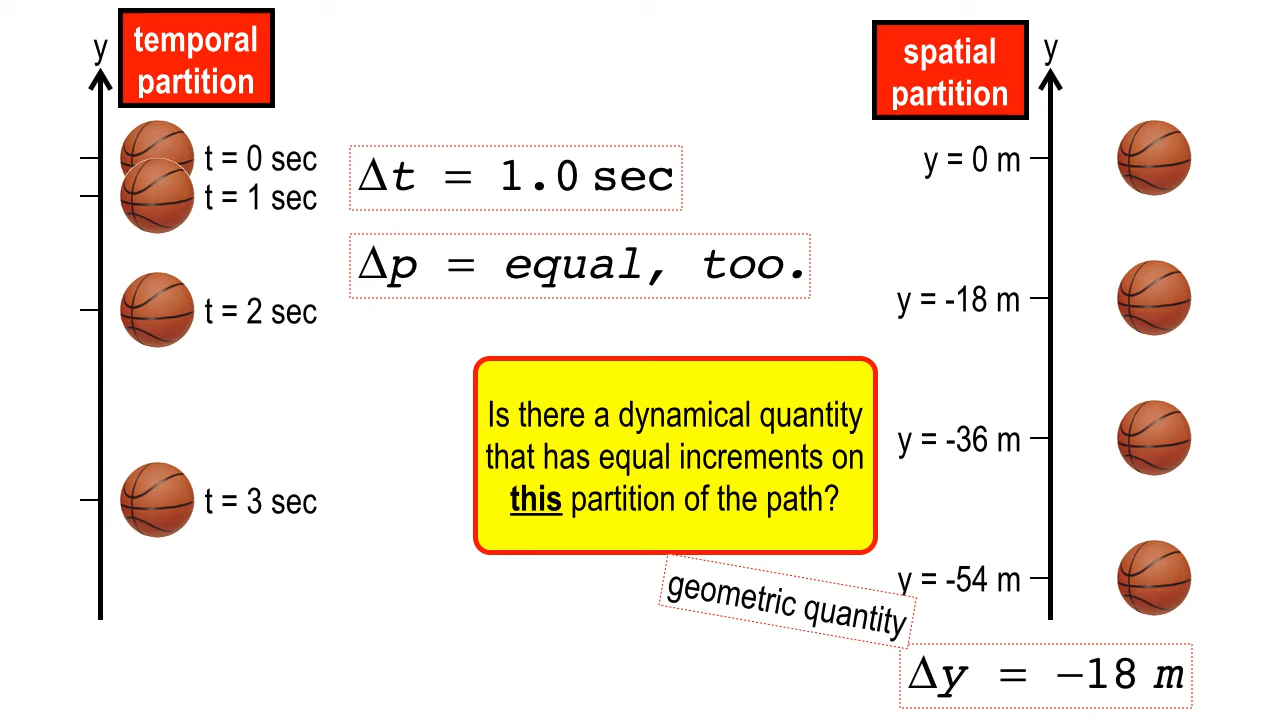 y
temporal
partition
t = 0 sec
t = 1 sec
t = 2 sec
t = 3 sec
Δt = 1.0 sec
Δp = equal, too.
Is there a dynamical quantity
that has equal increments on
this partition of the path?
spatial
partition
y
y = 0 m
y = -18 m
y = -36 m
y = -54 m
geometric quantity
Δy = −18 m